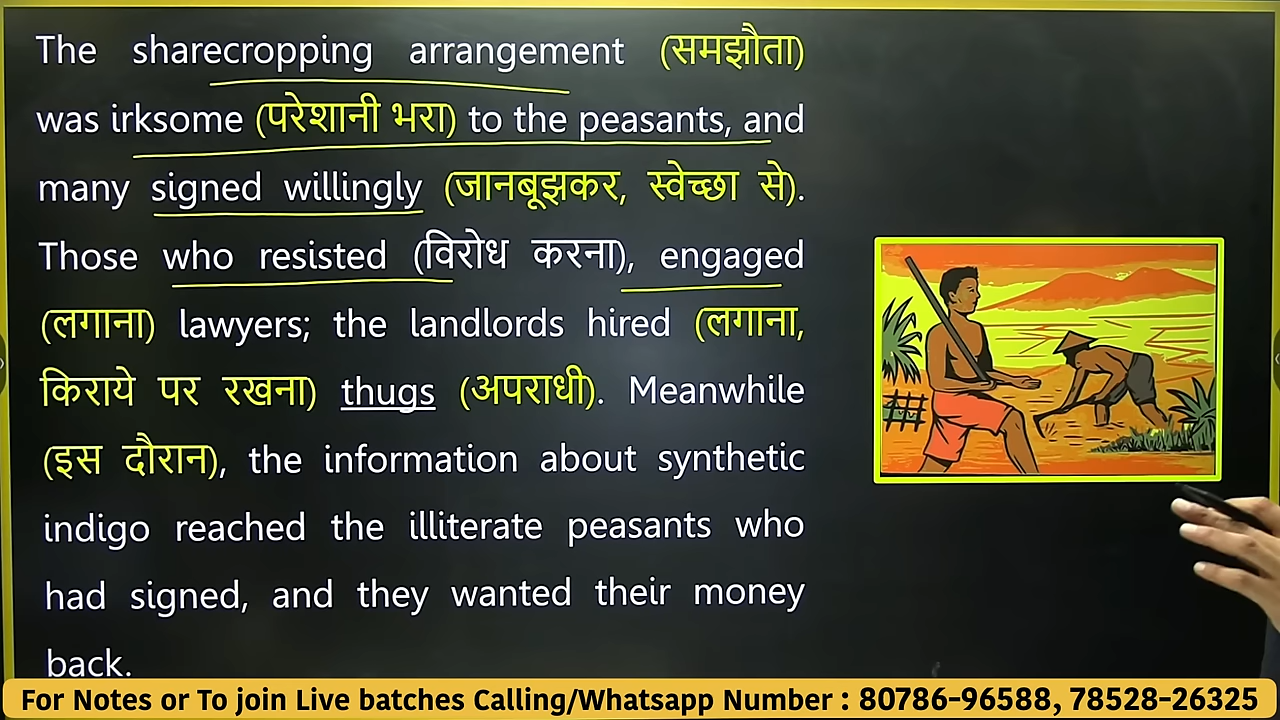 The sharecropping arrangement (समझौता)
was irksome (परेशानी भरा) to the peasants, and
many signed willingly (जानबूझकर, स्वेच्छा से).
Those who resisted (विरोध करना), engaged
(लगाना) lawyers; the landlords hired (लगाना,
किराये पर रखना) thugs (अपराधी). Meanwhile
(इस दौरान), the information about synthetic
indigo reached the illiterate peasants who
had signed, and they wanted their money
back.
For Notes or To join Live batches Calling/Whatsapp Number : 80786-96588, 78528-26325